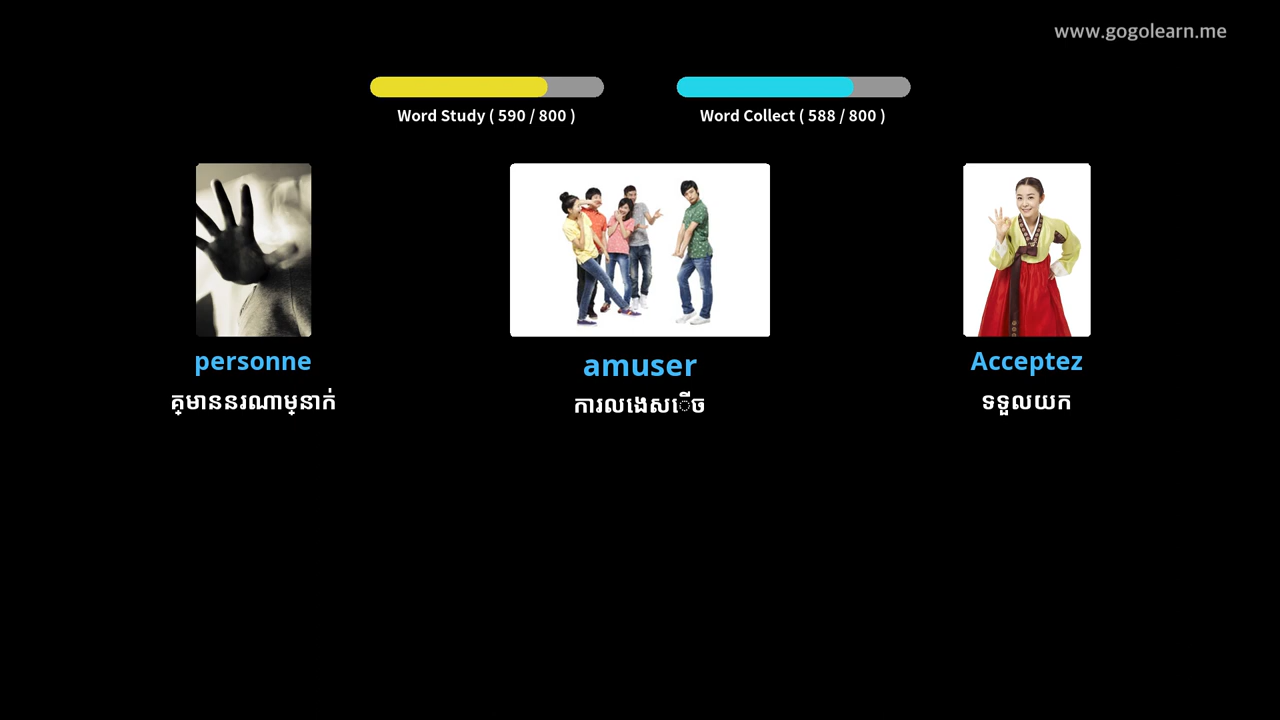 www.gogolearn.me
Word Study ( 590 / 800 )
Word Collect ( 588 / 800 )
personne
amuser
Acceptez
គ្មាននរណាម្នាក់
ការលងេសើច
ទទួលយក